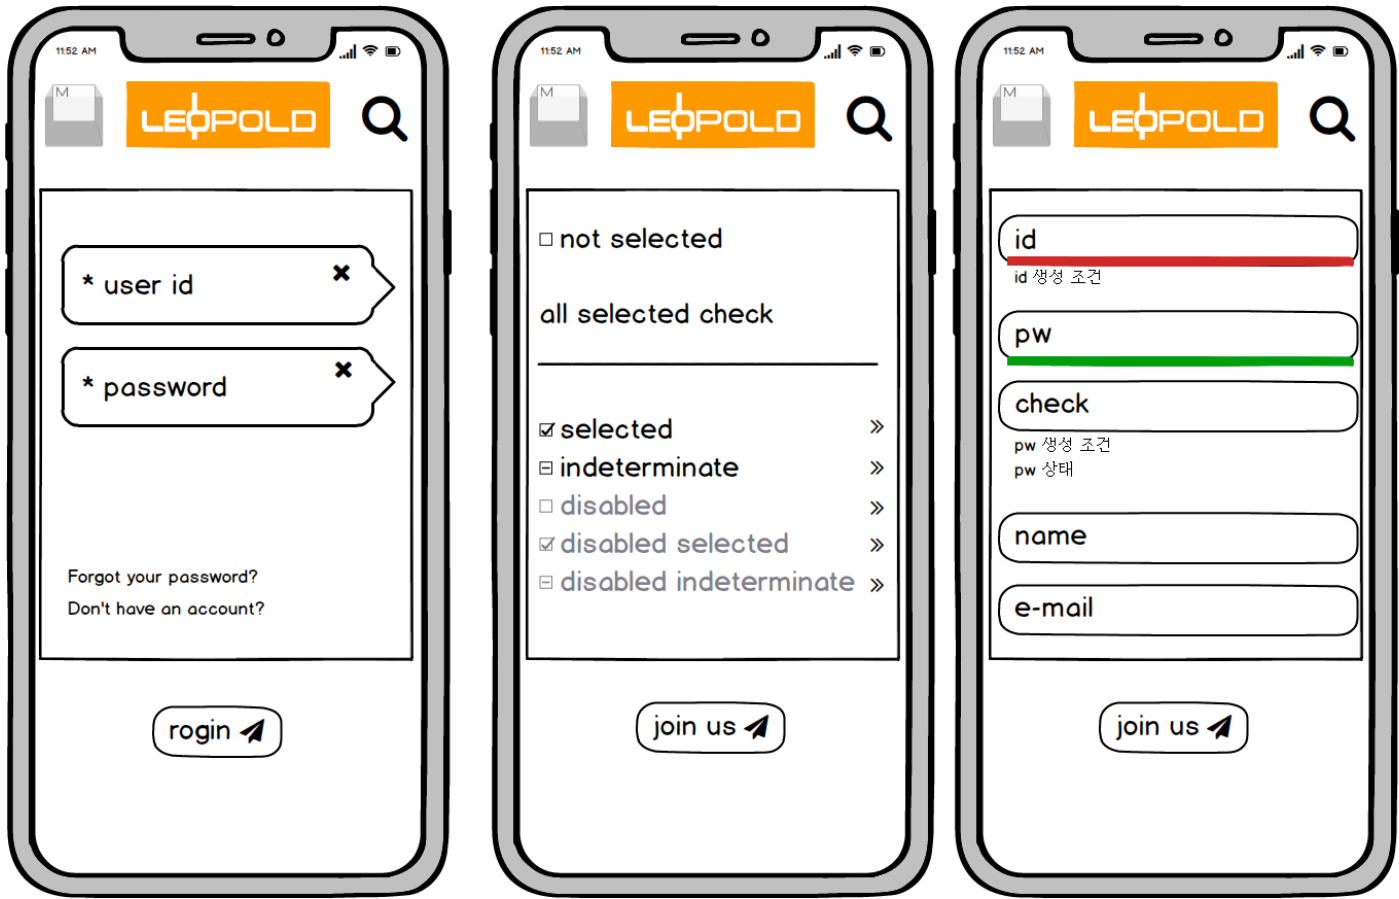 11:52 AM
M
LEOPOLD
* user id
* password
Forgot your password?
Don't have an account?
rogin
11:52 AM
M
LEOPOLD
not selected
all selected check
selected
indeterminate
disabled
disabled selected
disabled indeterminate
join us
11:52 AM
M
LEOPOLD
id
id 생성 조건
pw
check
pw 생성 조건
pw 상태
name
e-mail
join us